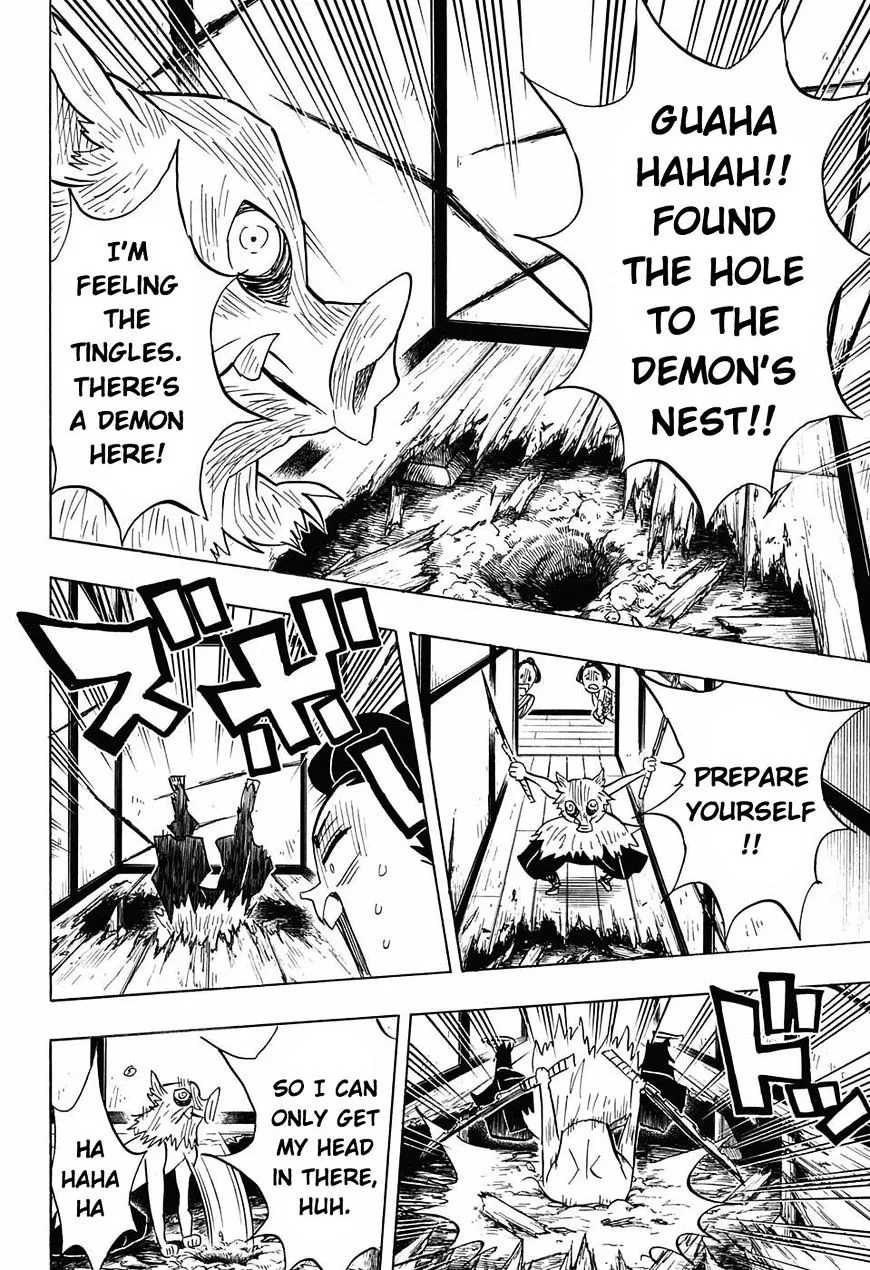 GUAHA
HAHAH!!
FOUND
THE HOLE
TO THE
DEMON'S
NEST!!
I'M
FEELING
THE
TINGLES.
THERE'S
A DEMON
HERE!
PREPARE
YOURSELF
!!
ズボッ!
ドッ
SO I CAN
ONLY GET
MY HEAD
IN THERE,
HUH.
HA
HAHA
HA